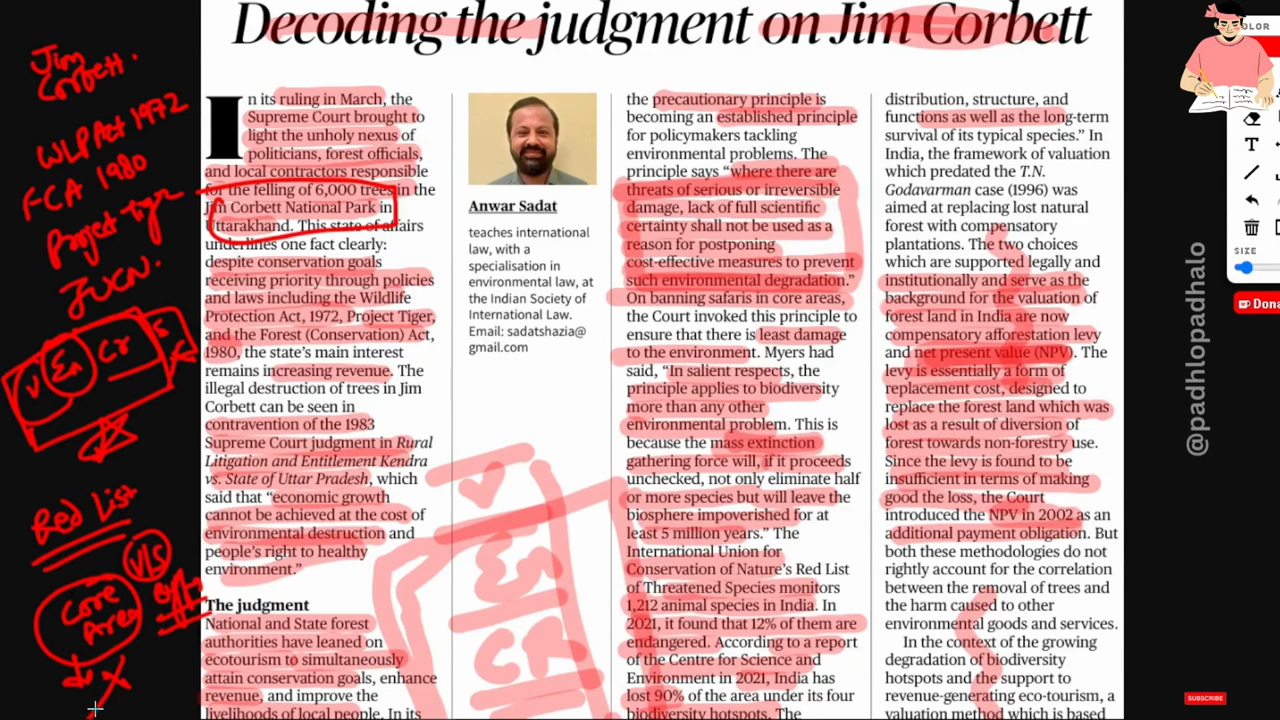 Decoding the judgment on Jim Corbett
In its ruling in March, the
Supreme Court brought to
light the unholy nexus of
politicians, forest officials,
and local contractors responsible
for the felling of 6,000 trees in the
Jim Corbett National Park in
Uttarakhand. This state of affairs
underlines one fact clearly:
despite conservation goals
receiving priority through policies
and laws including the Wildlife
Protection Act, 1972, Project Tiger,
and the Forest (Conservation) Act,
1980, the state's main interest
remains increasing revenue. The
illegal destruction of trees in Jim
Corbett can be seen in
contravention of the 1983
Supreme Court judgment in Rural
Litigation and Entitlement Kendra
vs. State of Uttar Pradesh, which
said that "economic growth
cannot be achieved at the cost of
environmental destruction and
people's right to healthy
environment."
The judgment
National and State forest
authorities have leaned on
ecotourism to simultaneously
attain conservation goals, enhance
revenue, and improve the
livelihoods of local people. In its
Anwar Sadat
teaches international
law, with a
specialisation in
environmental law, at
the Indian Society of
International Law.
Email: sadatshazia@
gmail.com
the precautionary principle is
becoming an established principle
for policymakers tackling
environmental problems. The
principle says "where there are
threats of serious or irreversible
damage, lack of full scientific
certainty shall not be used as a
reason for postponing
cost-effective measures to prevent
such environmental degradation."
On banning safaris in core areas,
the Court invoked this principle to
ensure that there is least damage
to the environment. Myers had
said, "In salient respects, the
principle applies to biodiversity
more than any other
environmental problem. This is
because the mass extinction
gathering force will, if it proceeds
unchecked, not only eliminate half
or more species but will leave the
biosphere impoverished for at
least 5 million years." The
International Union for
Conservation of Nature's Red List
of Threatened Species monitors
1,212 animal species in India. In
2021, it found that 12% of them are
endangered. According to a report
of the Centre for Science and
Environment in 2021, India has
lost 90% of the area under its four
biodiversity hotspots. The
distribution, structure, and
functions as well as the long-term
survival of its typical species." In
India, the framework of valuation
which predated the T.N.
Godavarman case (1996) was
aimed at replacing lost natural
forest with compensatory
plantations. The two choices
which are supported legally and
institutionally and serve as the
background for the valuation of
forest land in India are now
compensatory afforestation levy
and net present value (NPV). The
levy is essentially a form of
replacement cost, designed to
replace the forest land which was
lost as a result of diversion of
forest towards non-forestry use.
Since the levy is found to be
insufficient in terms of making
good the loss, the Court
introduced the NPV in 2002 as an
additional payment obligation. But
both these methodologies do not
rightly account for the correlation
between the removal of trees and
the harm caused to other
environmental goods and services.
In the context of the growing
degradation of biodiversity
hotspots and the support to
revenue-generating eco-tourism, a
valuation method which is based
Jim
Corbett.
WLP Act 1972
FCA 1980
Project Tiger
IUCN.
V En Cr
Red List
Core
Area
@padhlopadhalo
OLOR
T
SIZE
Dona
SUBSCRIBE